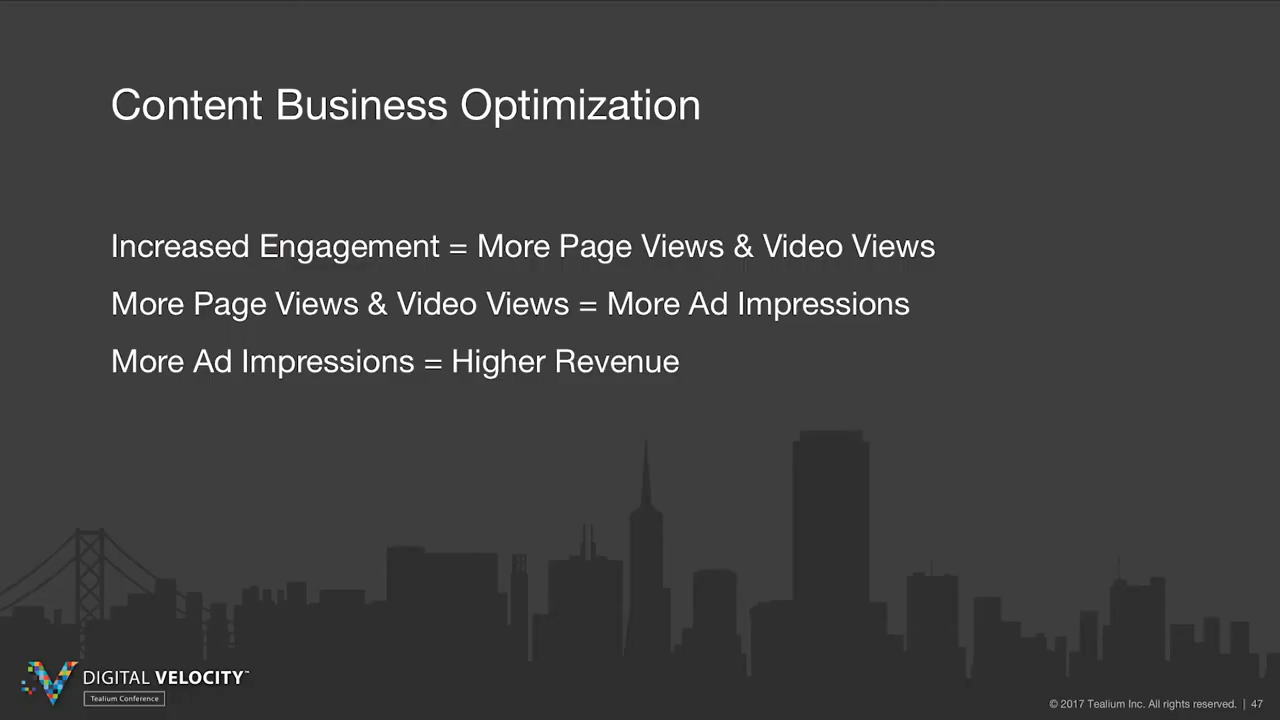 Content Business Optimization
Increased Engagement = More Page Views & Video Views
More Page Views & Video Views = More Ad Impressions
More Ad Impressions = Higher Revenue
DIGITAL VELOCITY™
Tealium Conference
© 2017 Tealium Inc. All rights reserved. | 47